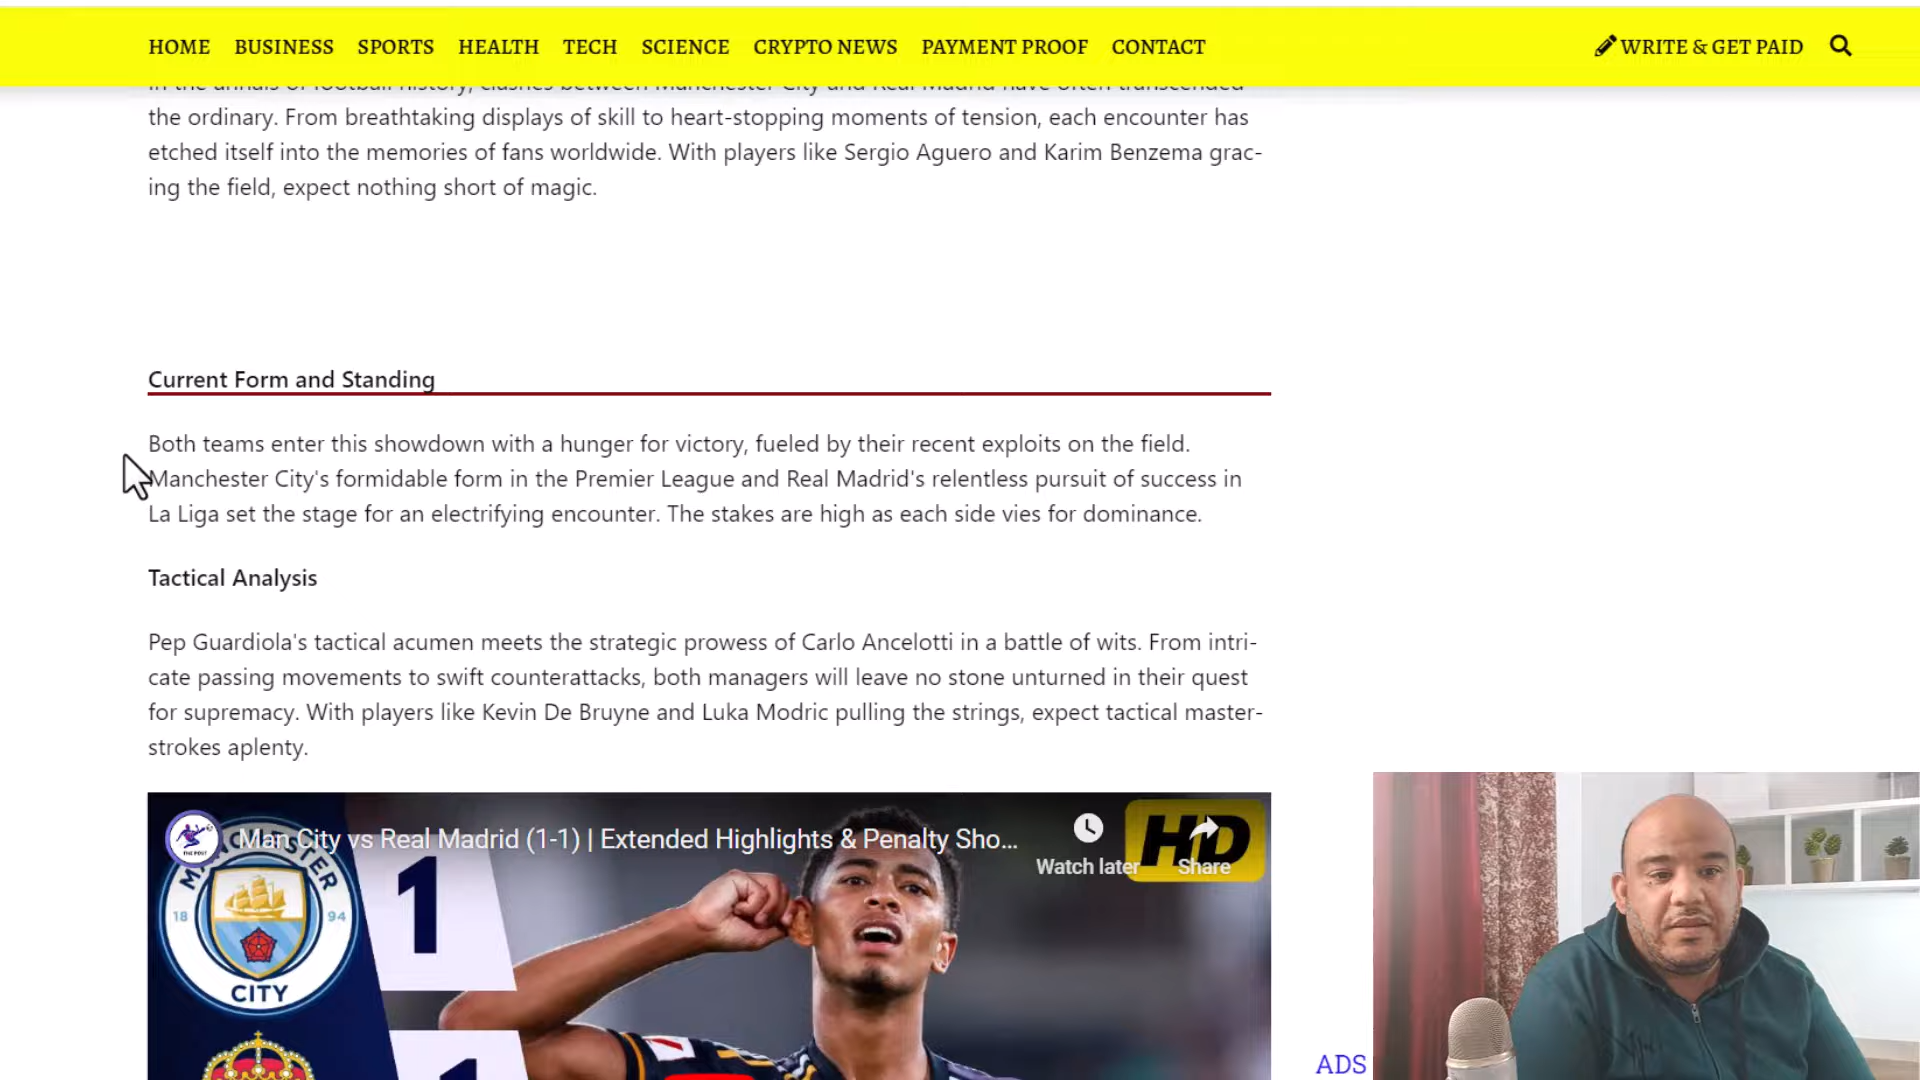 HOME BUSINESS SPORTS HEALTH TECH SCIENCE CRYPTO NEWS PAYMENT PROOF CONTACT WRITE & GET PAID
In the annals of football history, clashes between Manchester City and Real Madrid have often transcended
the ordinary. From breathtaking displays of skill to heart-stopping moments of tension, each encounter has
etched itself into the memories of fans worldwide. With players like Sergio Aguero and Karim Benzema grac-
ing the field, expect nothing short of magic.
Current Form and Standing
Both teams enter this showdown with a hunger for victory, fueled by their recent exploits on the field.
Manchester City's formidable form in the Premier League and Real Madrid's relentless pursuit of success in
La Liga set the stage for an electrifying encounter. The stakes are high as each side vies for dominance.
Tactical Analysis
Pep Guardiola's tactical acumen meets the strategic prowess of Carlo Ancelotti in a battle of wits. From intri-
cate passing movements to swift counterattacks, both managers will leave no stone unturned in their quest
for supremacy. With players like Kevin De Bruyne and Luka Modric pulling the strings, expect tactical master-
strokes aplenty.
Man City vs Real Madrid (1-1) | Extended Highlights & Penalty Sho...
HD
Watch later
Share
MANCHESTER
18 94
CITY
1
1
ADS